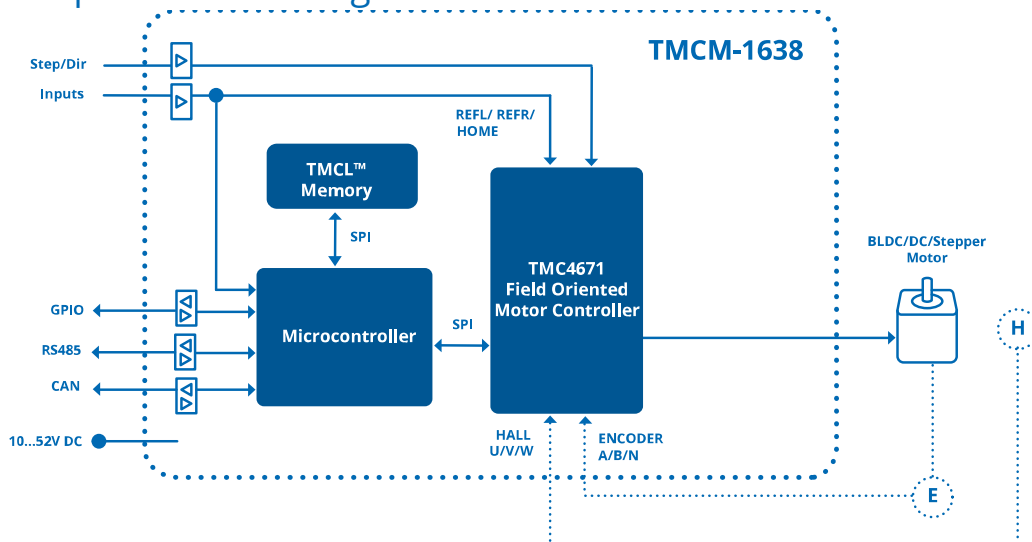 TMCM-1638
Step/Dir
Inputs
REFL/ REFR/
HOME
TMCL™
Memory
SPI
TMC4671
Field Oriented
Motor Controller
BLDC/DC/Stepper
Motor
GPIO
Microcontroller
SPI
H
RS485
CAN
10...52V DC
HALL
U/V/W
ENCODER
A/B/N
E